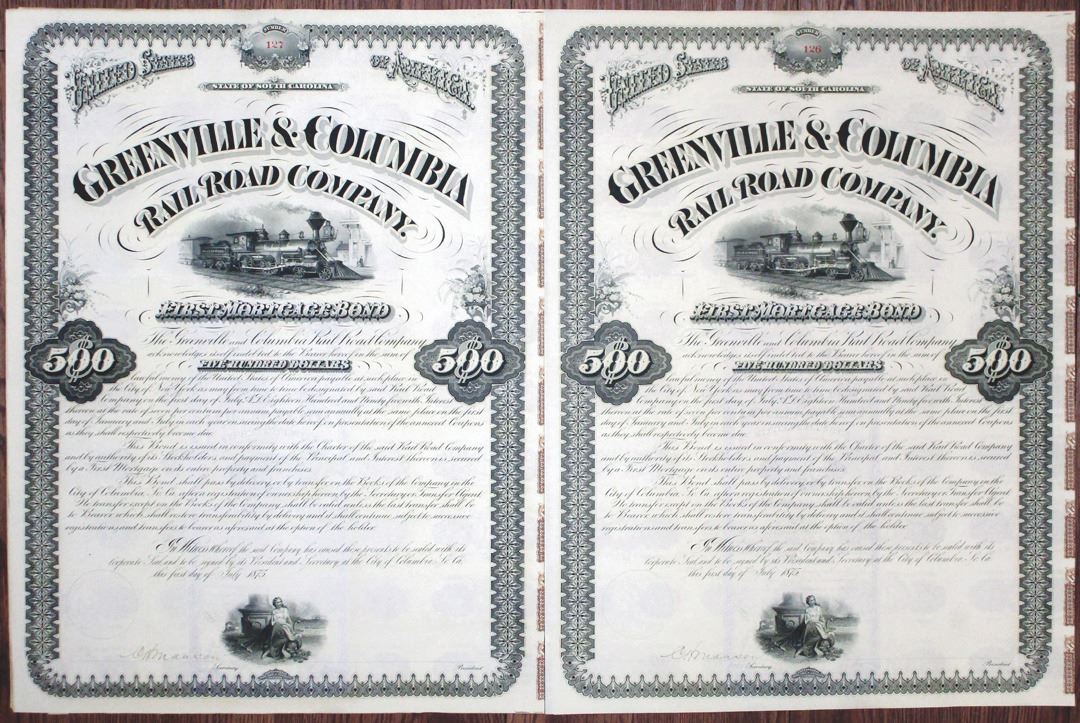 NUMBER
127
UNITED STATES OF AMERICA
STATE OF SOUTH CAROLINA
GREENVILLE & COLUMBIA
RAIL ROAD COMPANY.
FIRST MORTGAGE BOND
The Greenville and Columbia Rail Road Company
acknowledges itself indebted to the Bearer in the sum of
500
FIVE HUNDRED DOLLARS
500
Lawful money of the United States of America payable at such place in
City of New York as may be designated by said Rail Road
Company on the first day of July A.D. Eighteen Hundred and Ninety fourth Interest
thereon at the rate of seven per centum per annum payable semi annually at the same place on the first
day of January and July in each year ensuing the date hereof on presentation of the annexed Coupons
as they shall respectively become due
This Bond is issued in conformity with the Charter of the said Rail Road Company
and by authority of its Stockholders, and payment of the Principal and Interest thereon is secured
by a First Mortgage on its entire property and franchises.
This Bond shall pass by delivery or by transfer on the Books of the Company in the
City of Columbia So Ca after a registration of ownership hereon by the Secretary or Transfer Agent
No transfer except on the Books of the Company shall be valid unless the last transfer shall be
to Bearer when it shall pass by delivery and it shall continue subject to successive
registrations and transfers to bearer as aforesaid at the option of the holder
In Witness Whereof the said Company has caused these presents to be sealed with its
Corporate Seal and to be signed by its President and Secretary at the City of Columbia So Ca
this first day of July 1875
Secretary
President
NUMBER
126
UNITED STATES OF AMERICA
STATE OF SOUTH CAROLINA
GREENVILLE & COLUMBIA
RAIL ROAD COMPANY.
FIRST MORTGAGE BOND
The Greenville and Columbia Rail Road Company
acknowledges itself indebted to the Bearer in the sum of
500
FIVE HUNDRED DOLLARS
500
Lawful money of the United States of America payable at such place in
City of New York as may be designated by said Rail Road
Company on the first day of July A.D. Eighteen Hundred and Ninety fourth Interest
thereon at the rate of seven per centum per annum payable semi annually at the same place on the first
day of January and July in each year ensuing the date hereof on presentation of the annexed Coupons
as they shall respectively become due
This Bond is issued in conformity with the Charter of the said Rail Road Company
and by authority of its Stockholders, and payment of the Principal and Interest thereon is secured
by a First Mortgage on its entire property and franchises.
This Bond shall pass by delivery or by transfer on the Books of the Company in the
City of Columbia So Ca after a registration of ownership hereon by the Secretary or Transfer Agent
No transfer except on the Books of the Company shall be valid unless the last transfer shall be
to Bearer when it shall pass by delivery and it shall continue subject to successive
registrations and transfers to bearer as aforesaid at the option of the holder
In Witness Whereof the said Company has caused these presents to be sealed with its
Corporate Seal and to be signed by its President and Secretary at the City of Columbia So Ca
this first day of July 1875
Secretary
President